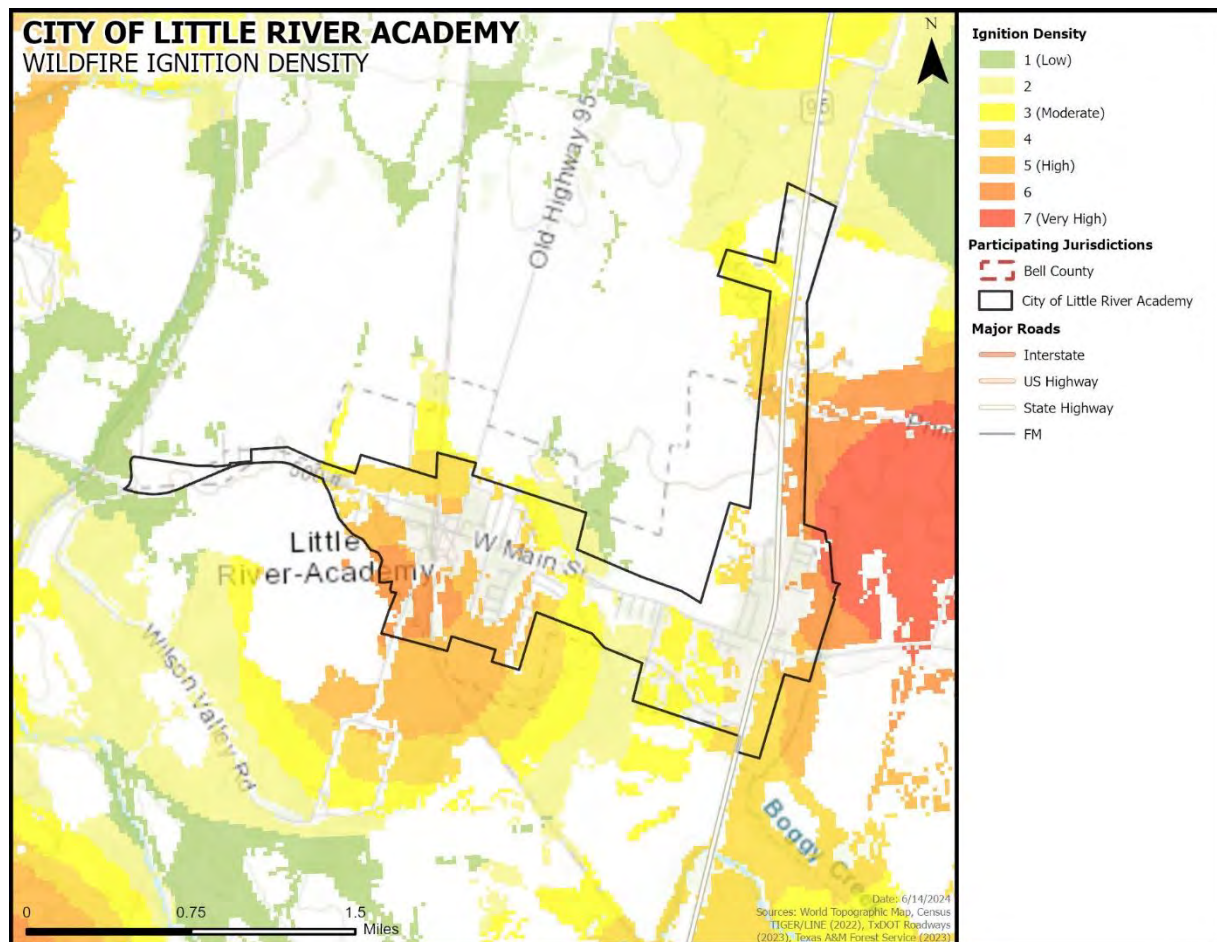 CITY OF LITTLE RIVER ACADEMY
WILDFIRE IGNITION DENSITY
N
95
Old Highway 95
Little
River-Academy
W Main St
Wilson Valley Rd
Boggy Cre
0 0.75 1.5
Miles
Date: 6/14/2024
Sources: World Topographic Map, Census
TIGER/LINE (2022), TxDOT Roadways
(2023), Texas A&M Forest Service (2023)
Ignition Density
1 (Low)
2
3 (Moderate)
4
5 (High)
6
7 (Very High)
Participating Jurisdictions
Bell County
City of Little River Academy
Major Roads
Interstate
US Highway
State Highway
FM